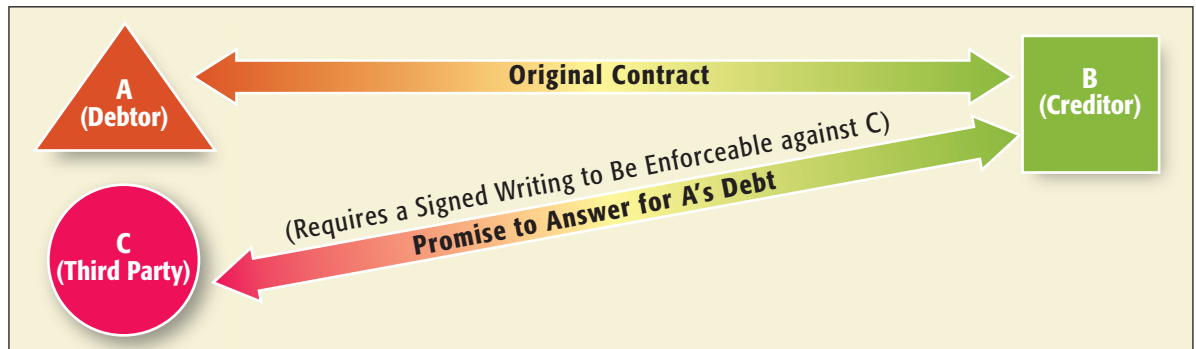 A
(Debtor)
Original Contract
B
(Creditor)
(Requires a Signed Writing to Be Enforceable against C)
Promise to Answer for A's Debt
C
(Third Party)